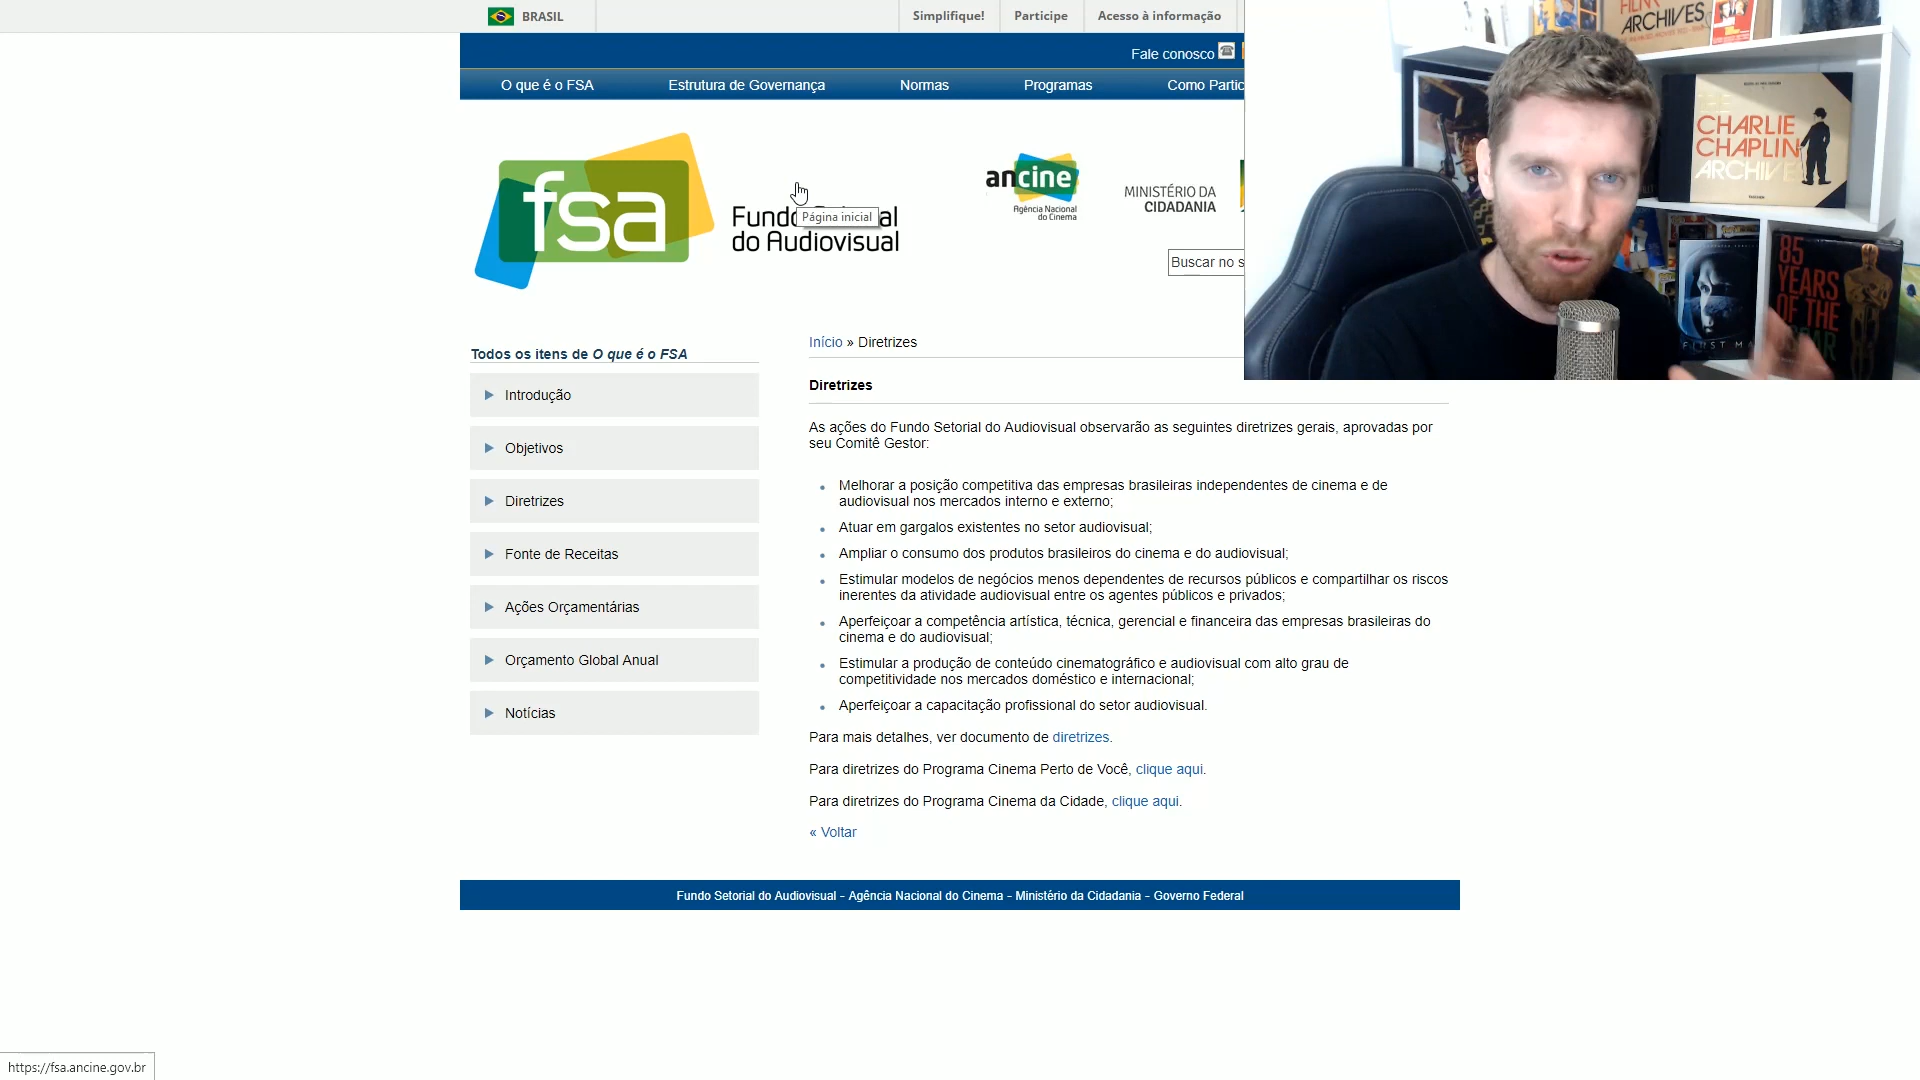 BRASIL
Simplifique!
Participe
Acesso à informação
Fale conosco
O que é o FSA
Estrutura de Governança
Normas
Programas
Como Partic
fsa
Fundo
al
do Audiovisual
Página inicial
ancine
Agência Nacional
do Cinema
MINISTÉRIO DA
CIDADANIA
Buscar no s
ARCHIVES
CHARLIE
CHAPLIN
ARCHIVES
FIRST MA
85
YEARS
OF THE
OSCAR
Início » Diretrizes
Todos os itens de O que é o FSA
Introdução
Objetivos
Diretrizes
Fonte de Receitas
Ações Orçamentárias
Orçamento Global Anual
Notícias
Diretrizes
As ações do Fundo Setorial do Audiovisual observarão as seguintes diretrizes gerais, aprovadas por
seu Comitê Gestor:
Melhorar a posição competitiva das empresas brasileiras independentes de cinema e de
audiovisual nos mercados interno e externo;
Atuar em gargalos existentes no setor audiovisual;
Ampliar o consumo dos produtos brasileiros do cinema e do audiovisual;
Estimular modelos de negócios menos dependentes de recursos públicos e compartilhar os riscos
inerentes da atividade audiovisual entre os agentes públicos e privados;
Aperfeiçoar a competência artística, técnica, gerencial e financeira das empresas brasileiras do
cinema e do audiovisual;
Estimular a produção de conteúdo cinematográfico e audiovisual com alto grau de
competitividade nos mercados doméstico e internacional;
Aperfeiçoar a capacitação profissional do setor audiovisual.
Para mais detalhes, ver documento de diretrizes.
Para diretrizes do Programa Cinema Perto de Você, clique aqui.
Para diretrizes do Programa Cinema da Cidade, clique aqui.
« Voltar
Fundo Setorial do Audiovisual – Agência Nacional do Cinema – Ministério da Cidadania – Governo Federal
https://fsa.ancine.gov.br